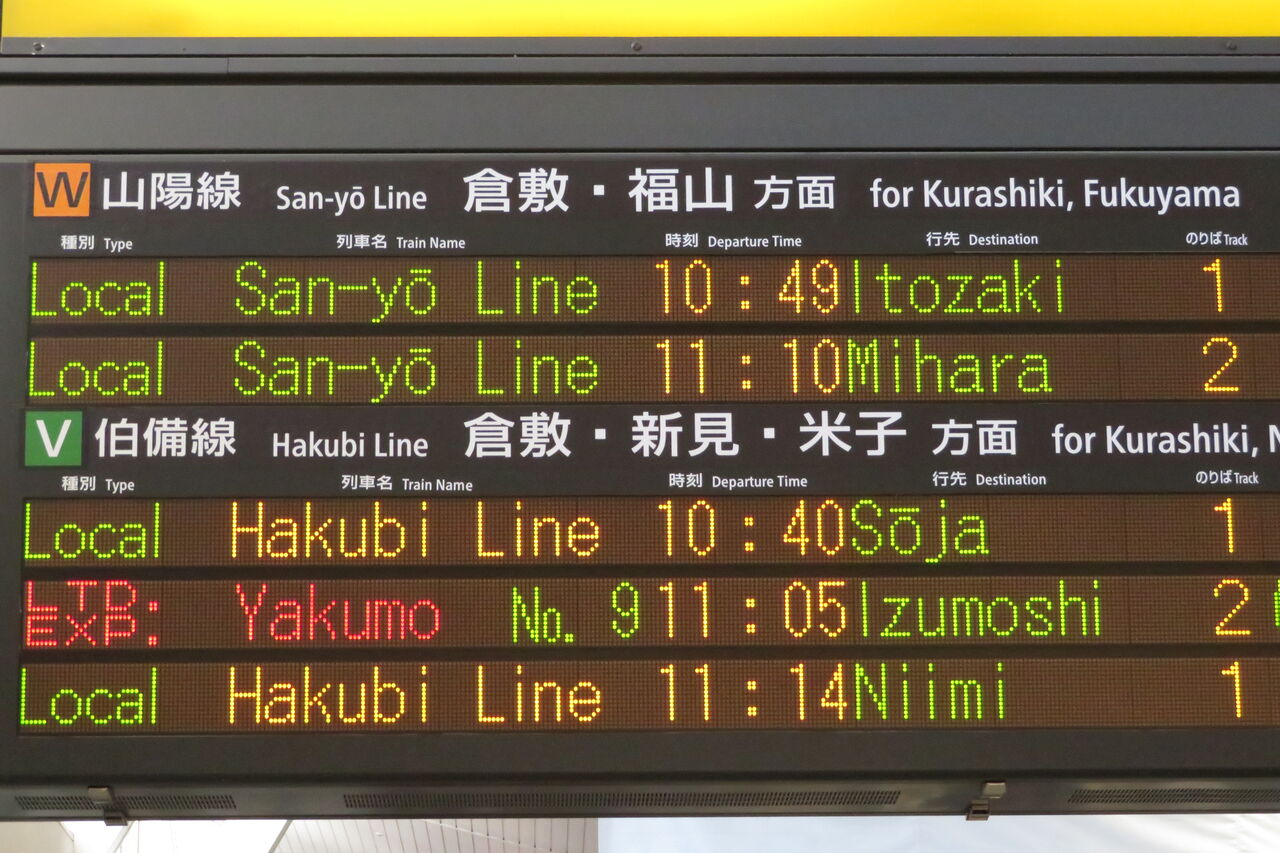 W 山陽線 San-yō Line 倉敷・福山 方面 for Kurashiki, Fukuyama
種別 Type 列車名 Train Name 時刻 Departure Time 行先 Destination のりば Track
Local San-yō Line 10:49 Itozaki 1
Local San-yō Line 11:10 Mihara 2
V 伯備線 Hakubi Line 倉敷・新見・米子 方面 for Kurashiki,
種別 Type 列車名 Train Name 時刻 Departure Time 行先 Destination のりば Track
Local Hakubi Line 10:40 Sōja 1
LTD. EXP. Yakumo No. 9 11:05 Izumoshi 2
Local Hakubi Line 11:14 Niimi 1